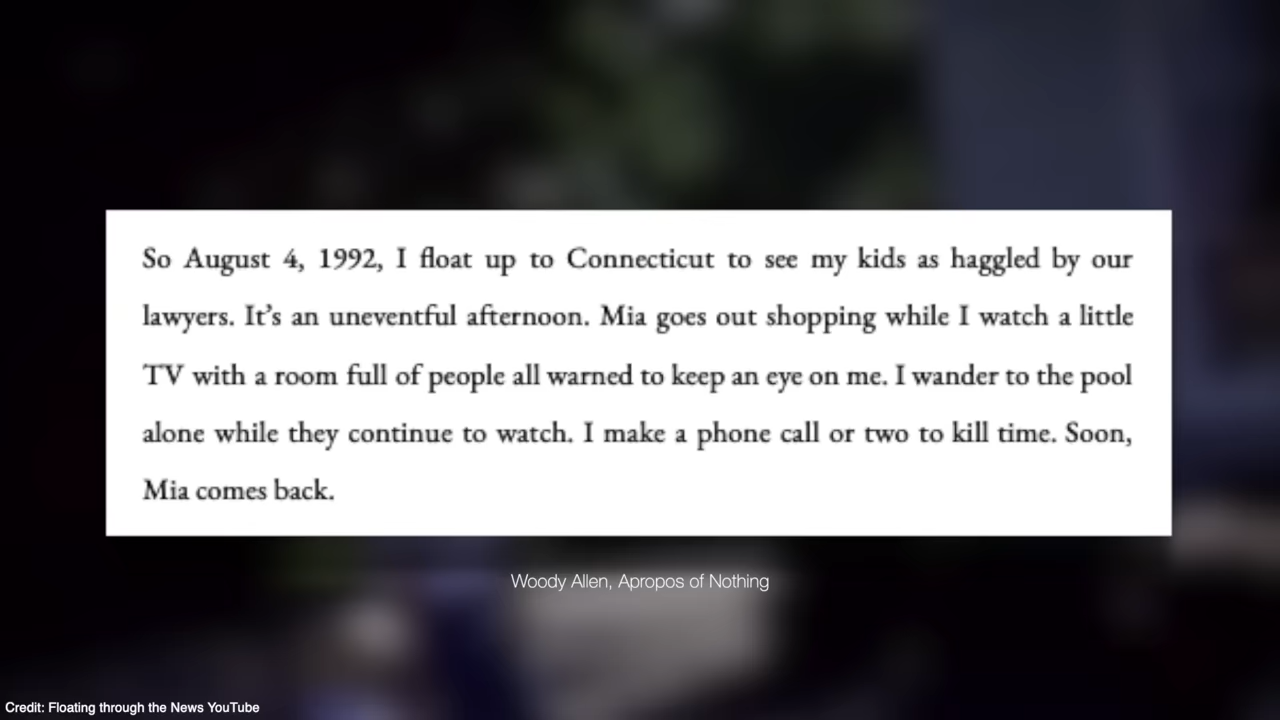 So August 4, 1992, I float up to Connecticut to see my kids as haggled by our
lawyers. It’s an uneventful afternoon. Mia goes out shopping while I watch a little
TV with a room full of people all warned to keep an eye on me. I wander to the pool
alone while they continue to watch. I make a phone call or two to kill time. Soon,
Mia comes back.
Woody Allen, Apropos of Nothing
Credit: Floating through the News YouTube